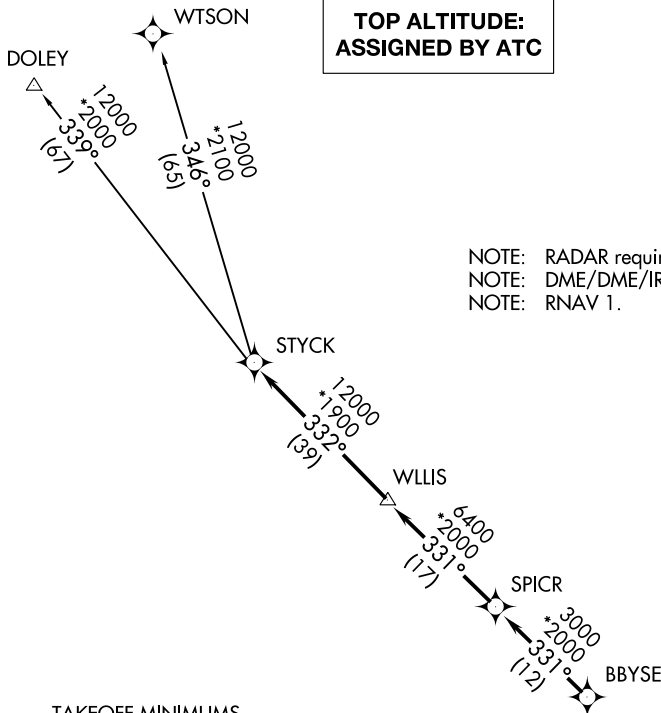 TOP ALTITUDE:
ASSIGNED BY ATC
WTSON
DOLEY
12000
*2000
339°
(67)
12000
*2100
346°
(65)
NOTE: RADAR requir
NOTE: DME/DME/IR
NOTE: RNAV 1.
STYCK
12000
*1900
332°
(39)
WLLIS
6400
*2000
331°
(17)
SPICR
3000
*2000
331°
(12)
BBYSE
TAKEOFF MINIMUMS